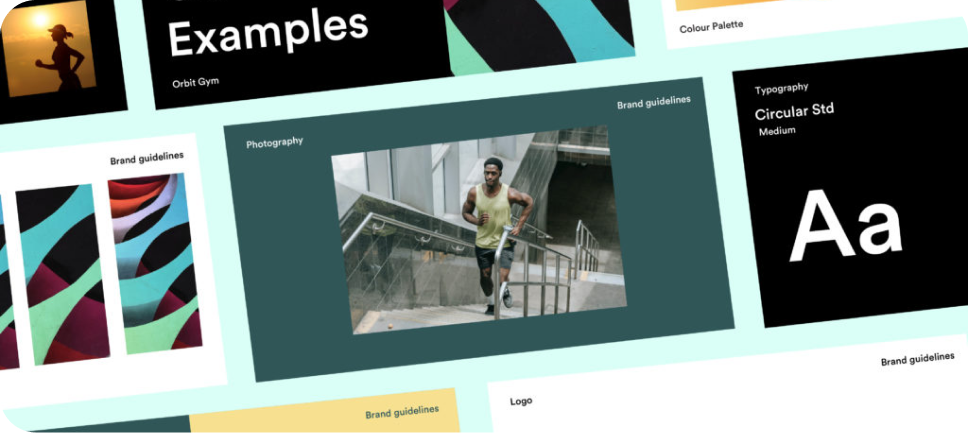 Examples
Orbit Gym
Colour Palette
Brand guidelines
Photography
Brand guidelines
Typography
Circular Std
Medium
Aa
Brand guidelines
Logo
Brand guidelines